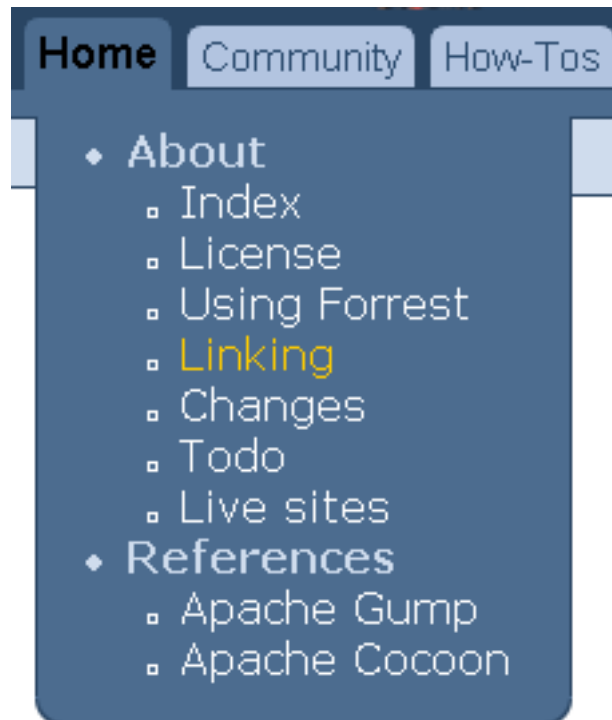 Home Community How-Tos
About
Index
License
Using Forrest
Linking
Changes
Todo
Live sites
References
Apache Gump
Apache Cocoon